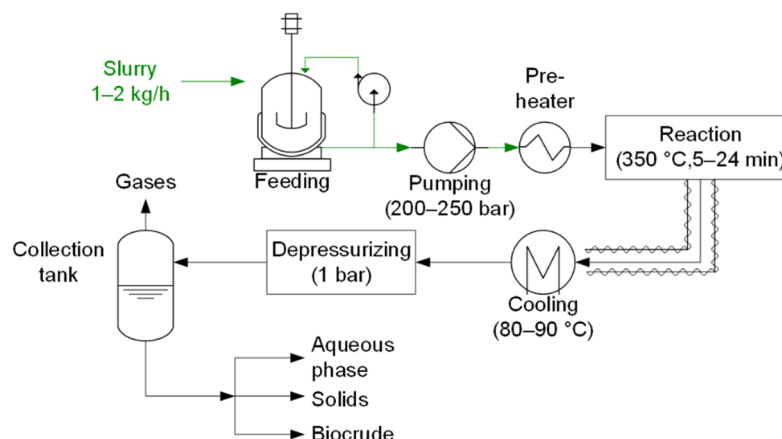 Slurry
1–2 kg/h
Feeding
Pumping
(200–250 bar)
Pre-
heater
Reaction
(350 °C,5–24 min)
Gases
Collection
tank
Depressurizing
(1 bar)
Cooling
(80–90 °C)
Aqueous
phase
Solids
Biocrude